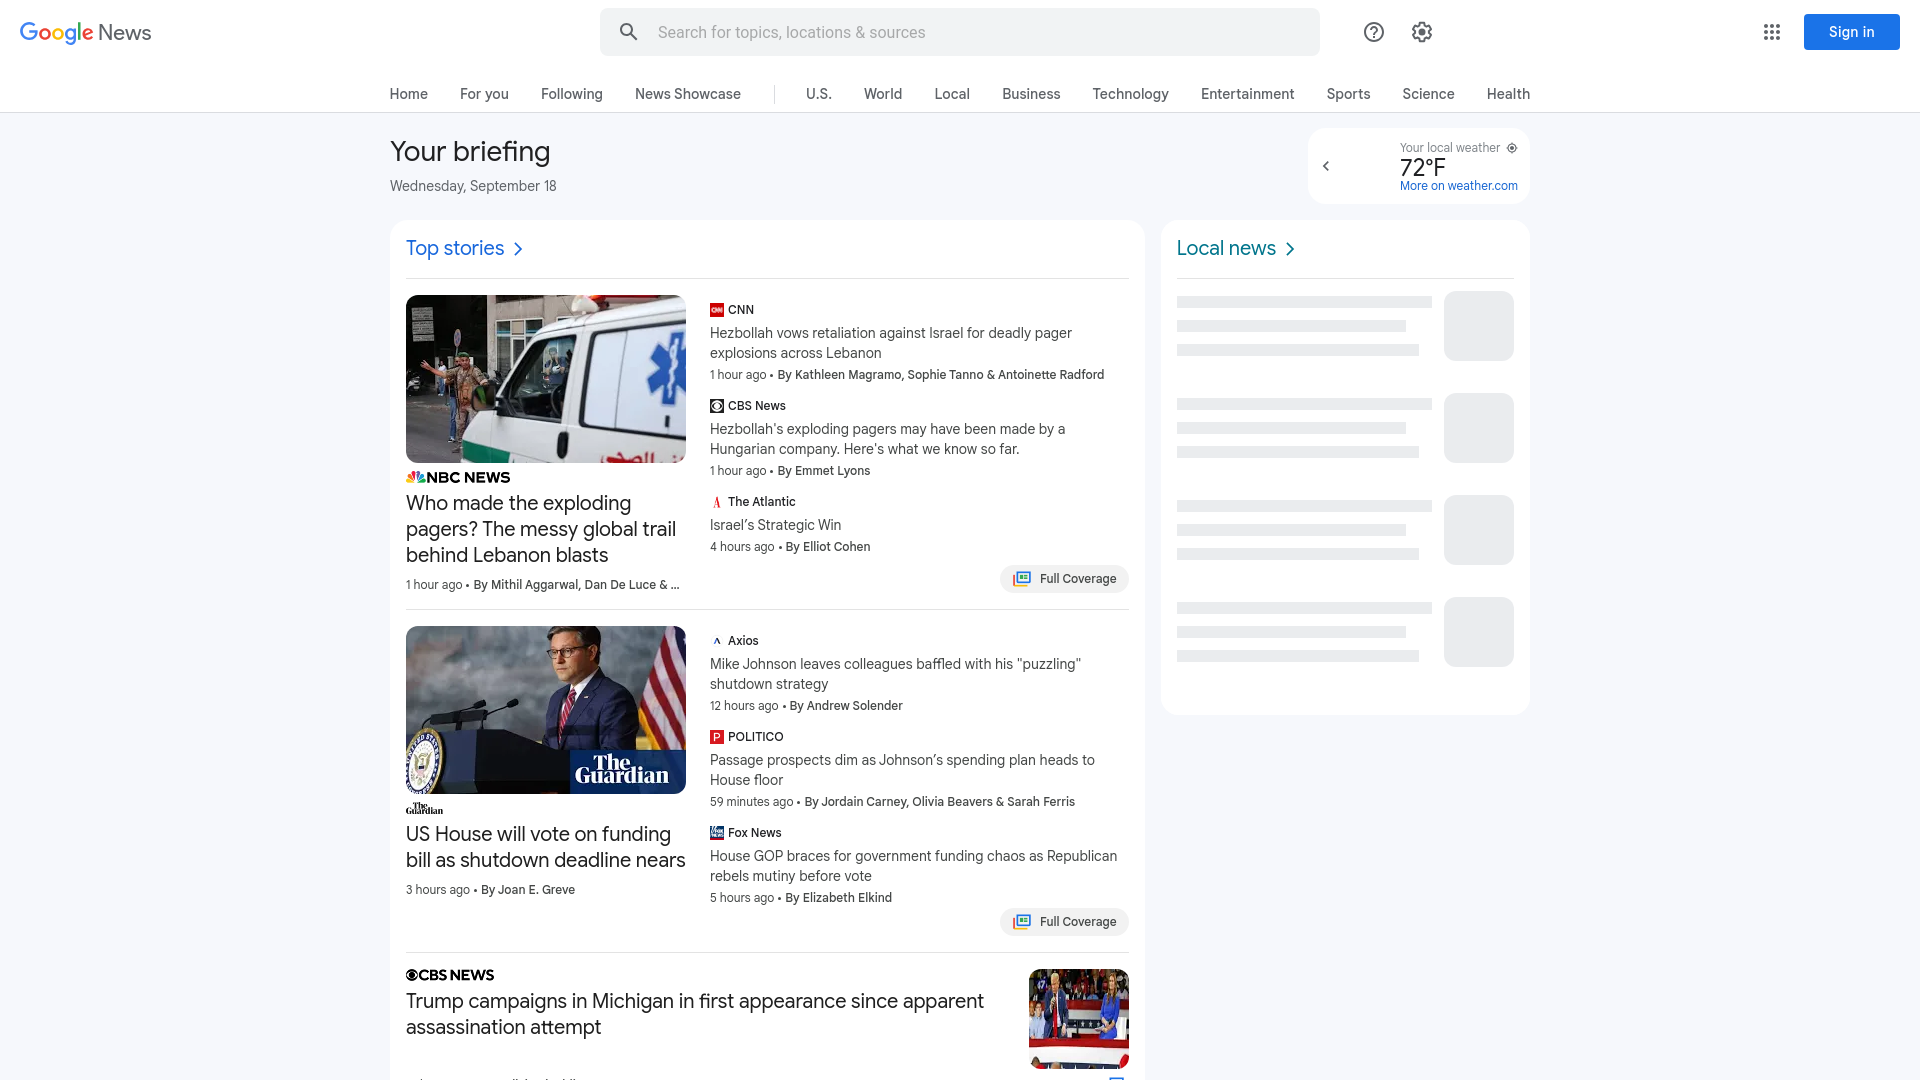 Google News
Search for topics, locations & sources
Sign in
Home
For you
Following
News Showcase
U.S.
World
Local
Business
Technology
Entertainment
Sports
Science
Health
Your briefing
Wednesday, September 18
Your local weather
72°F
More on weather.com
Top stories
NBC NEWS
Who made the exploding
pagers? The messy global trail
behind Lebanon blasts
1 hour ago • By Mithil Aggarwal, Dan De Luce & ...
CNN
Hezbollah vows retaliation against Israel for deadly pager
explosions across Lebanon
1 hour ago • By Kathleen Magramo, Sophie Tanno & Antoinette Radford
CBS News
Hezbollah's exploding pagers may have been made by a
Hungarian company. Here's what we know so far.
1 hour ago • By Emmet Lyons
The Atlantic
Israel’s Strategic Win
4 hours ago • By Elliot Cohen
Full Coverage
The
Guardian
The
Guardian
US House will vote on funding
bill as shutdown deadline nears
3 hours ago • By Joan E. Greve
Axios
Mike Johnson leaves colleagues baffled with his "puzzling"
shutdown strategy
12 hours ago • By Andrew Solender
POLITICO
Passage prospects dim as Johnson’s spending plan heads to
House floor
59 minutes ago • By Jordain Carney, Olivia Beavers & Sarah Ferris
Fox News
House GOP braces for government funding chaos as Republican
rebels mutiny before vote
5 hours ago • By Elizabeth Elkind
Full Coverage
CBS NEWS
Trump campaigns in Michigan in first appearance since apparent
assassination attempt
Local news